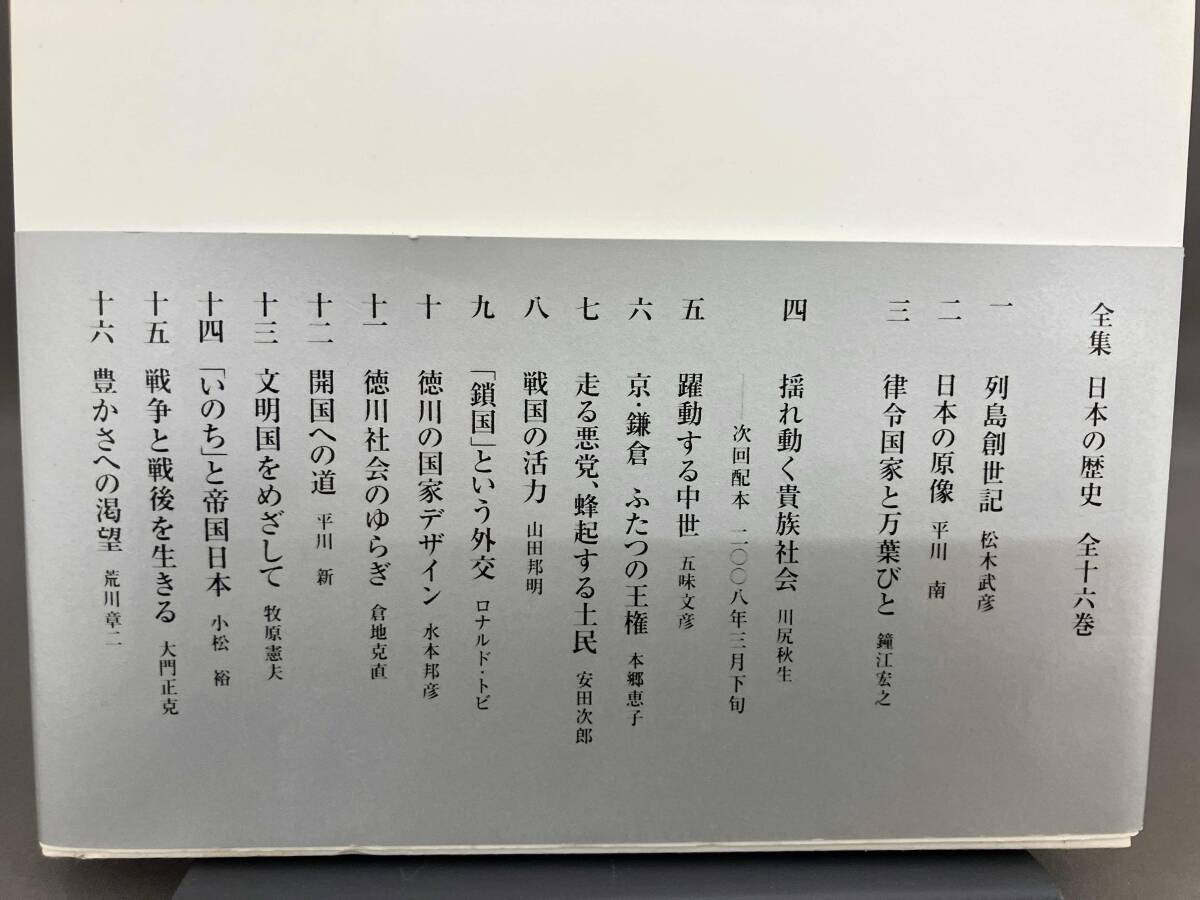 全集 日本の歴史 全十六巻
一 列島創世記 松木武彦
二 日本の原像 平川 南
三 律令国家と万葉びと 鐘江宏之
四 揺れ動く貴族社会 川尻秋生
――次回配本 二〇〇八年三月下旬
五 躍動する中世 五味文彦
六 京・鎌倉 ふたつの王権 本郷恵子
七 走る悪党、蜂起する土民 安田次郎
八 戦国の活力 山田邦明
九 「鎖国」という外交 ロナルド・トビ
十 徳川の国家デザイン 水本邦彦
十一 徳川社会のゆらぎ 倉地克直
十二 開国への道 平川 新
十三 文明国をめざして 牧原憲夫
十四 「いのち」と帝国日本 小松 裕
十五 戦争と戦後を生きる 大門正克
十六 豊かさへの渇望 荒川章二